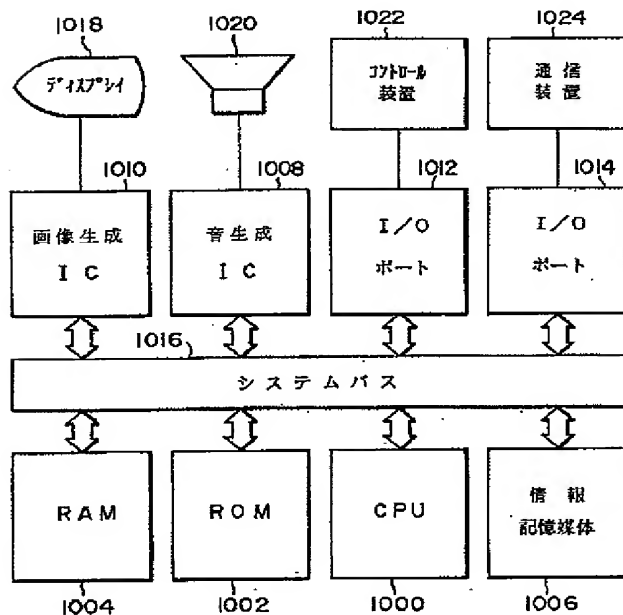 1018
1020
1022
1024
ディスプレイ
コントロール
装置
通信
装置
1010
1008
1012
1014
画像生成
IC
音生成
IC
I/O
ポート
I/O
ポート
1016
システムバス
RAM
ROM
CPU
情報
記憶媒体
1004
1002
1000
1006